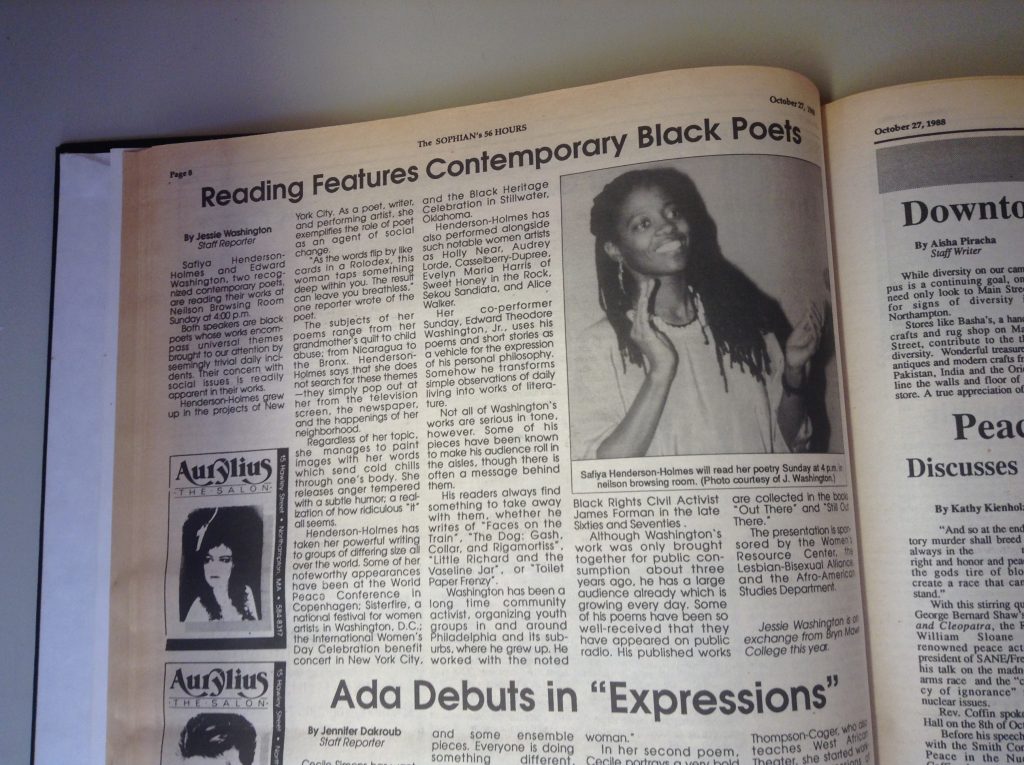 Page 8
The SOPHIAN's 56 HOURS
October 27,
Reading Features Contemporary Black Poets
By Jessie Washington
Staff Reporter
Safiya Henderson-
Holmes and Edward
Washington, two recog-
nized contemporary poets,
are reading their works at
Neilson Browsing Room
Sunday at 4:00 p.m.
Both speakers are black
poets whose works encom-
pass universal themes
brought to our attention by
seemingly trivial daily inci-
dents. Their concern with
social issues is readily
apparent in their works.
Henderson-Holmes grew
up in the projects of New
York City. As a poet, writer,
and performing artist, she
exemplifies the role of poet
as an agent of social
change.
"As the words flip by like
cards in a Rolodex, this
woman taps something
deep within you. The result
can leave you breathless,"
one reporter wrote of the
poet.
The subjects of her
poems range from her
grandmother's quilt to child
abuse; from Nicaragua to
the Bronx. Henderson-
Holmes says that she does
not search for these themes
—they simply pop out at
her from the television
screen, the newspaper,
and the happenings of her
neighborhood.
Regardless of her topic,
she manages to paint
images with her words
which send cold chills
through one's body. She
releases anger tempered
with a subtle humor; a real-
ization of how ridiculous "it"
all seems.
Henderson-Holmes has
taken her powerful writing
to groups of differing size all
over the world. Some of her
noteworthy appearances
have been at the World
Peace Conference in
Copenhagen; Sisterfire, a
national festival for women
artists in Washington, D.C.;
the International Women's
Day Celebration benefit
concert in New York City,
and the Black Heritage
Celebration in Stillwater,
Oklahoma.
Henderson-Holmes has
also performed alongside
such notable women artists
as Holly Near, Audrey
Lorde, Casselberry-Dupree,
Evelyn Maria Harris of
Sweet Honey in the Rock,
Sekou Sandiata, and Alice
Walker.
Her co-performer
Sunday, Edward Theodore
Washington, Jr., uses his
poems and short stories as
a vehicle for the expression
of his personal philosophy.
Somehow he transforms
simple observations of daily
living into works of litera-
ture.
Not all of Washington's
works are serious in tone,
however. Some of his
pieces have been known
to make his audience roll in
the aisles, though there is
often a message behind
them.
His readers always find
something to take away
with them, whether he
writes of "Faces on the
Train", "The Dog: Gash,
Collar, and Rigamortiss",
"Little Richard and the
Vaseline Jar", or "Toilet
Paper Frenzy".
Washington has been a
long time community
activist, organizing youth
groups in and around
Philadelphia and its sub-
urbs, where he grew up. He
worked with the noted
Safiya Henderson-Holmes will read her poetry Sunday at 4 p.m. in
neilson browsing room. (Photo courtesy of J. Washington.)
Black Rights Civil Activist
James Forman in the late
Sixties and Seventies.
Although Washington's
work was only brought
together for public con-
sumption about three
years ago, he has a large
audience already which is
growing every day. Some
of his poems have been so
well-received that they
have appeared on public
radio. His published works
are collected in the books
"Out There" and "Still Out
There."
The presentation is spon-
sored by the Women's
Resource Center, the
Lesbian-Bisexual Alliance
and the Afro-American
Studies Department.
Jessie Washington is on
exchange from Bryn Mawr
College this year.
Aurylius
THE SALON
15 Hawley Street • Northampton, MA • 584-8317
Aurylius
THE SALON
15 Hawley Street
Ada Debuts in "Expressions"
By Jennifer Dakroub
Staff Reporter
and some ensemble
pieces. Everyone is doing
something different,
woman."
In her second poem,
Cecile portrays a very bold
Thompson-Cager, who also
teaches West African
Theater, she started work
October 27, 1988
Downto
By Aisha Piracha
Staff Writer
While diversity on our cam-
pus is a continuing goal, one
need only look to Main Street
for signs of diversity
Northampton.
Stores like Basha's, a hand
crafts and rug shop on Main
Street, contribute to the
diversity. Wonderful treasures
antiques and modern crafts from
Pakistan, India and the
line the walls and floor of
store. A true appreciation of
Peac
Discusses
By Kathy
"And so at the end
tory murder shall breed
always in the
right and honor and peace
the gods tire of
create a race that can
stand."
With this stirring
George Bernard Shaw's
and Cleopatra, the
William Sloane
renowned peace
president of SANE/
his talk on the
arms race and the
cy of ignorance"
nuclear issues.
Rev. Coffin
Hall on the 8th of
Before his speech
with the Smith
Peace in the